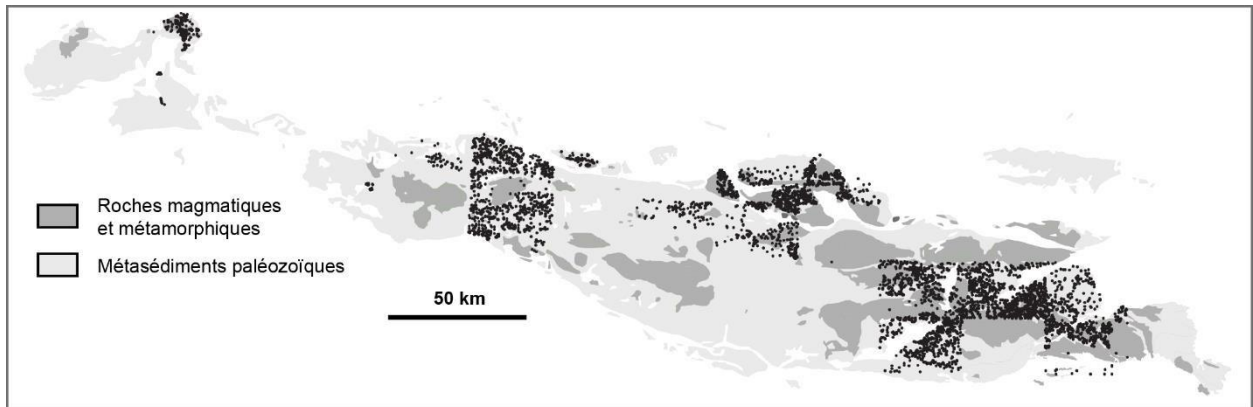 Roches magmatiques
et métamorphiques
Métasédiments paléozoïques
50 km